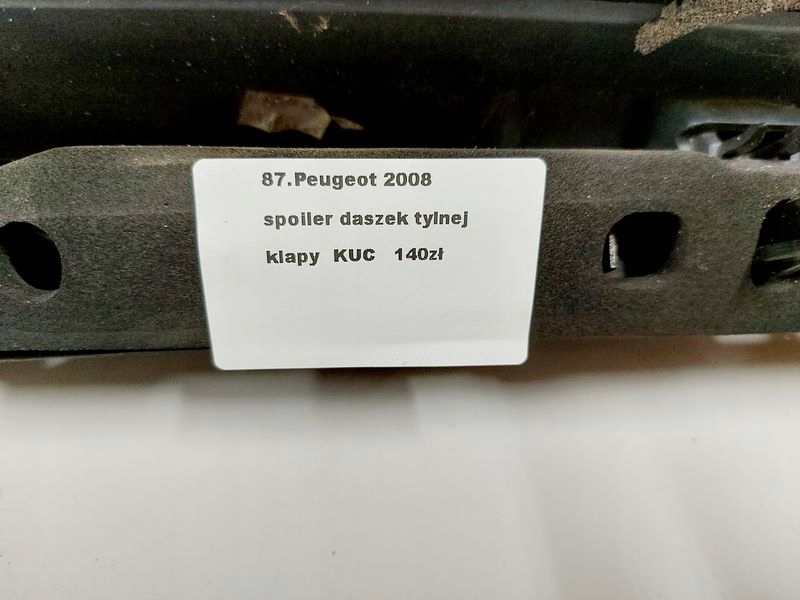 87.Peugeot 2008
spoiler daszek tylnej
klapy KUC 140zł